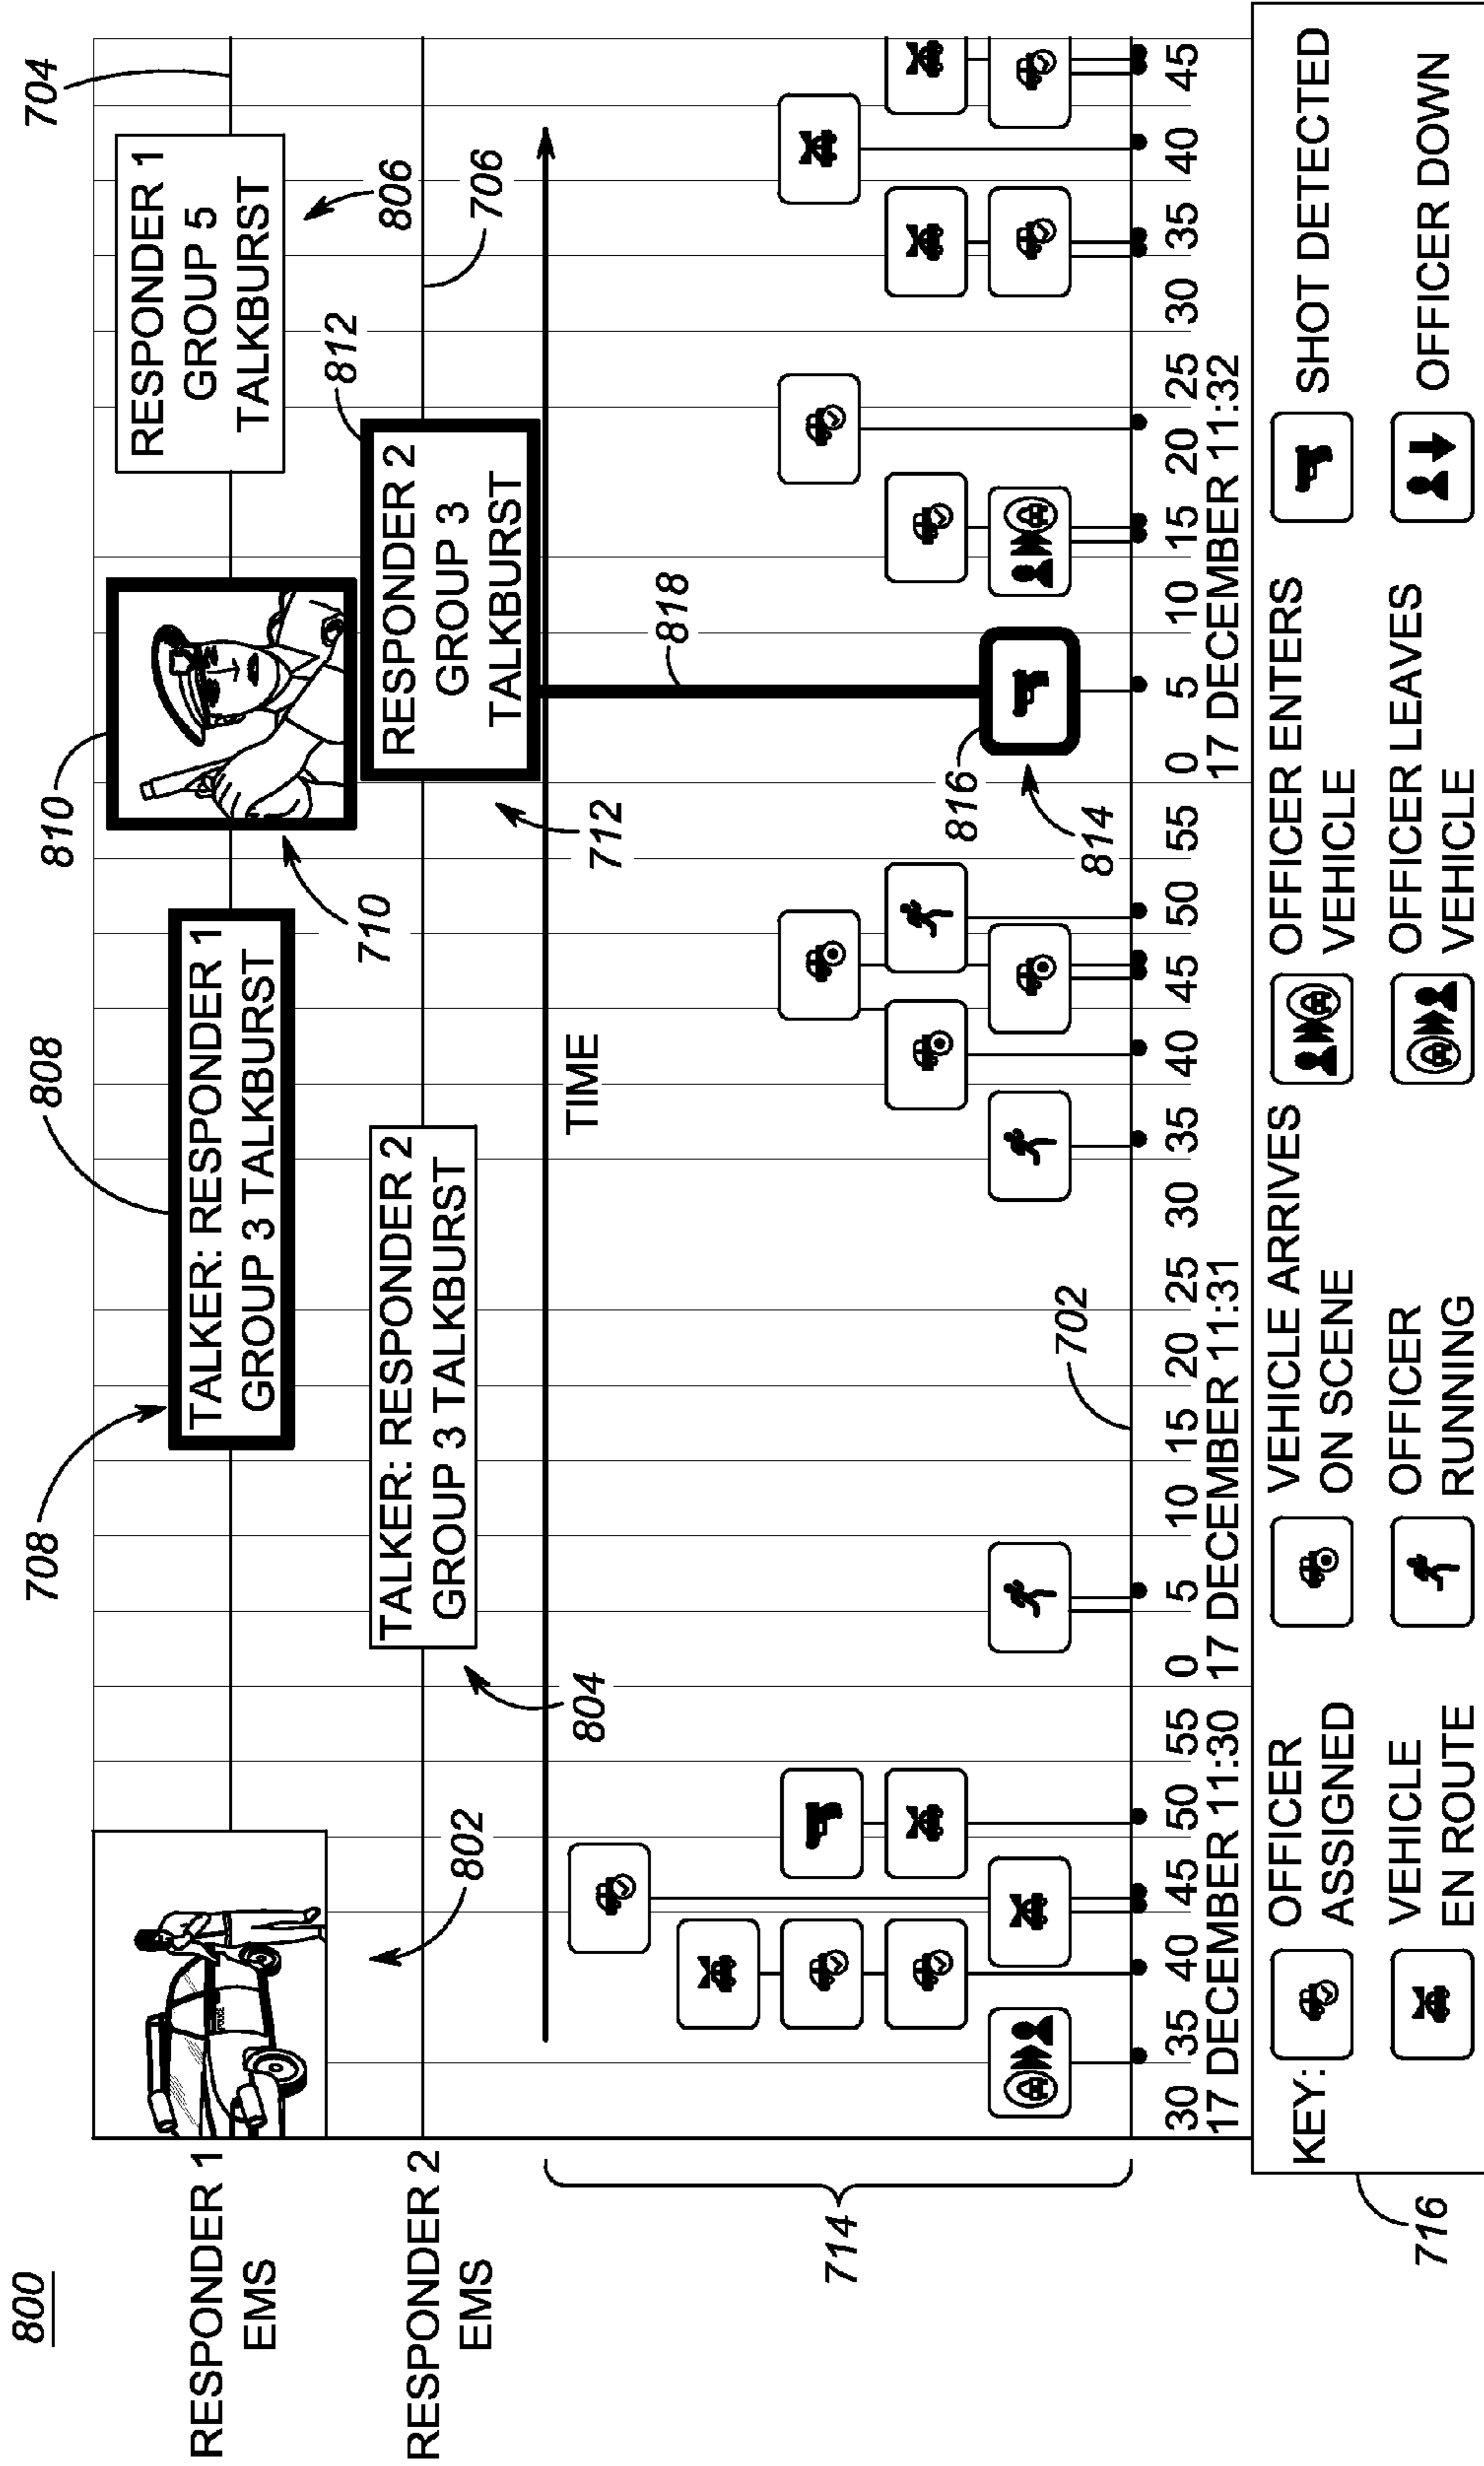 800
704
708
808
810
RESPONDER 1
EMS
TALKER: RESPONDER 1
GROUP 3 TALKBURST
RESPONDER 1
GROUP 5
TALKBURST
710
806
812
706
RESPONDER 2
EMS
802
TALKER: RESPONDER 2
GROUP 3 TALKBURST
804
RESPONDER 2
GROUP 3
TALKBURST
712
TIME
818
714
816
814
702
30 35 40 45 50 55 0 5 10 15 20 25 30 35 40 45 50 55 0 5 10 15 20 25 30 35 40 45
17 DECEMBER 11:30 17 DECEMBER 11:31 17 DECEMBER 11:32
KEY:
OFFICER
ASSIGNED
VEHICLE ARRIVES
ON SCENE
OFFICER ENTERS
VEHICLE
SHOT DETECTED
VEHICLE
EN ROUTE
OFFICER
RUNNING
OFFICER LEAVES
VEHICLE
OFFICER DOWN
716